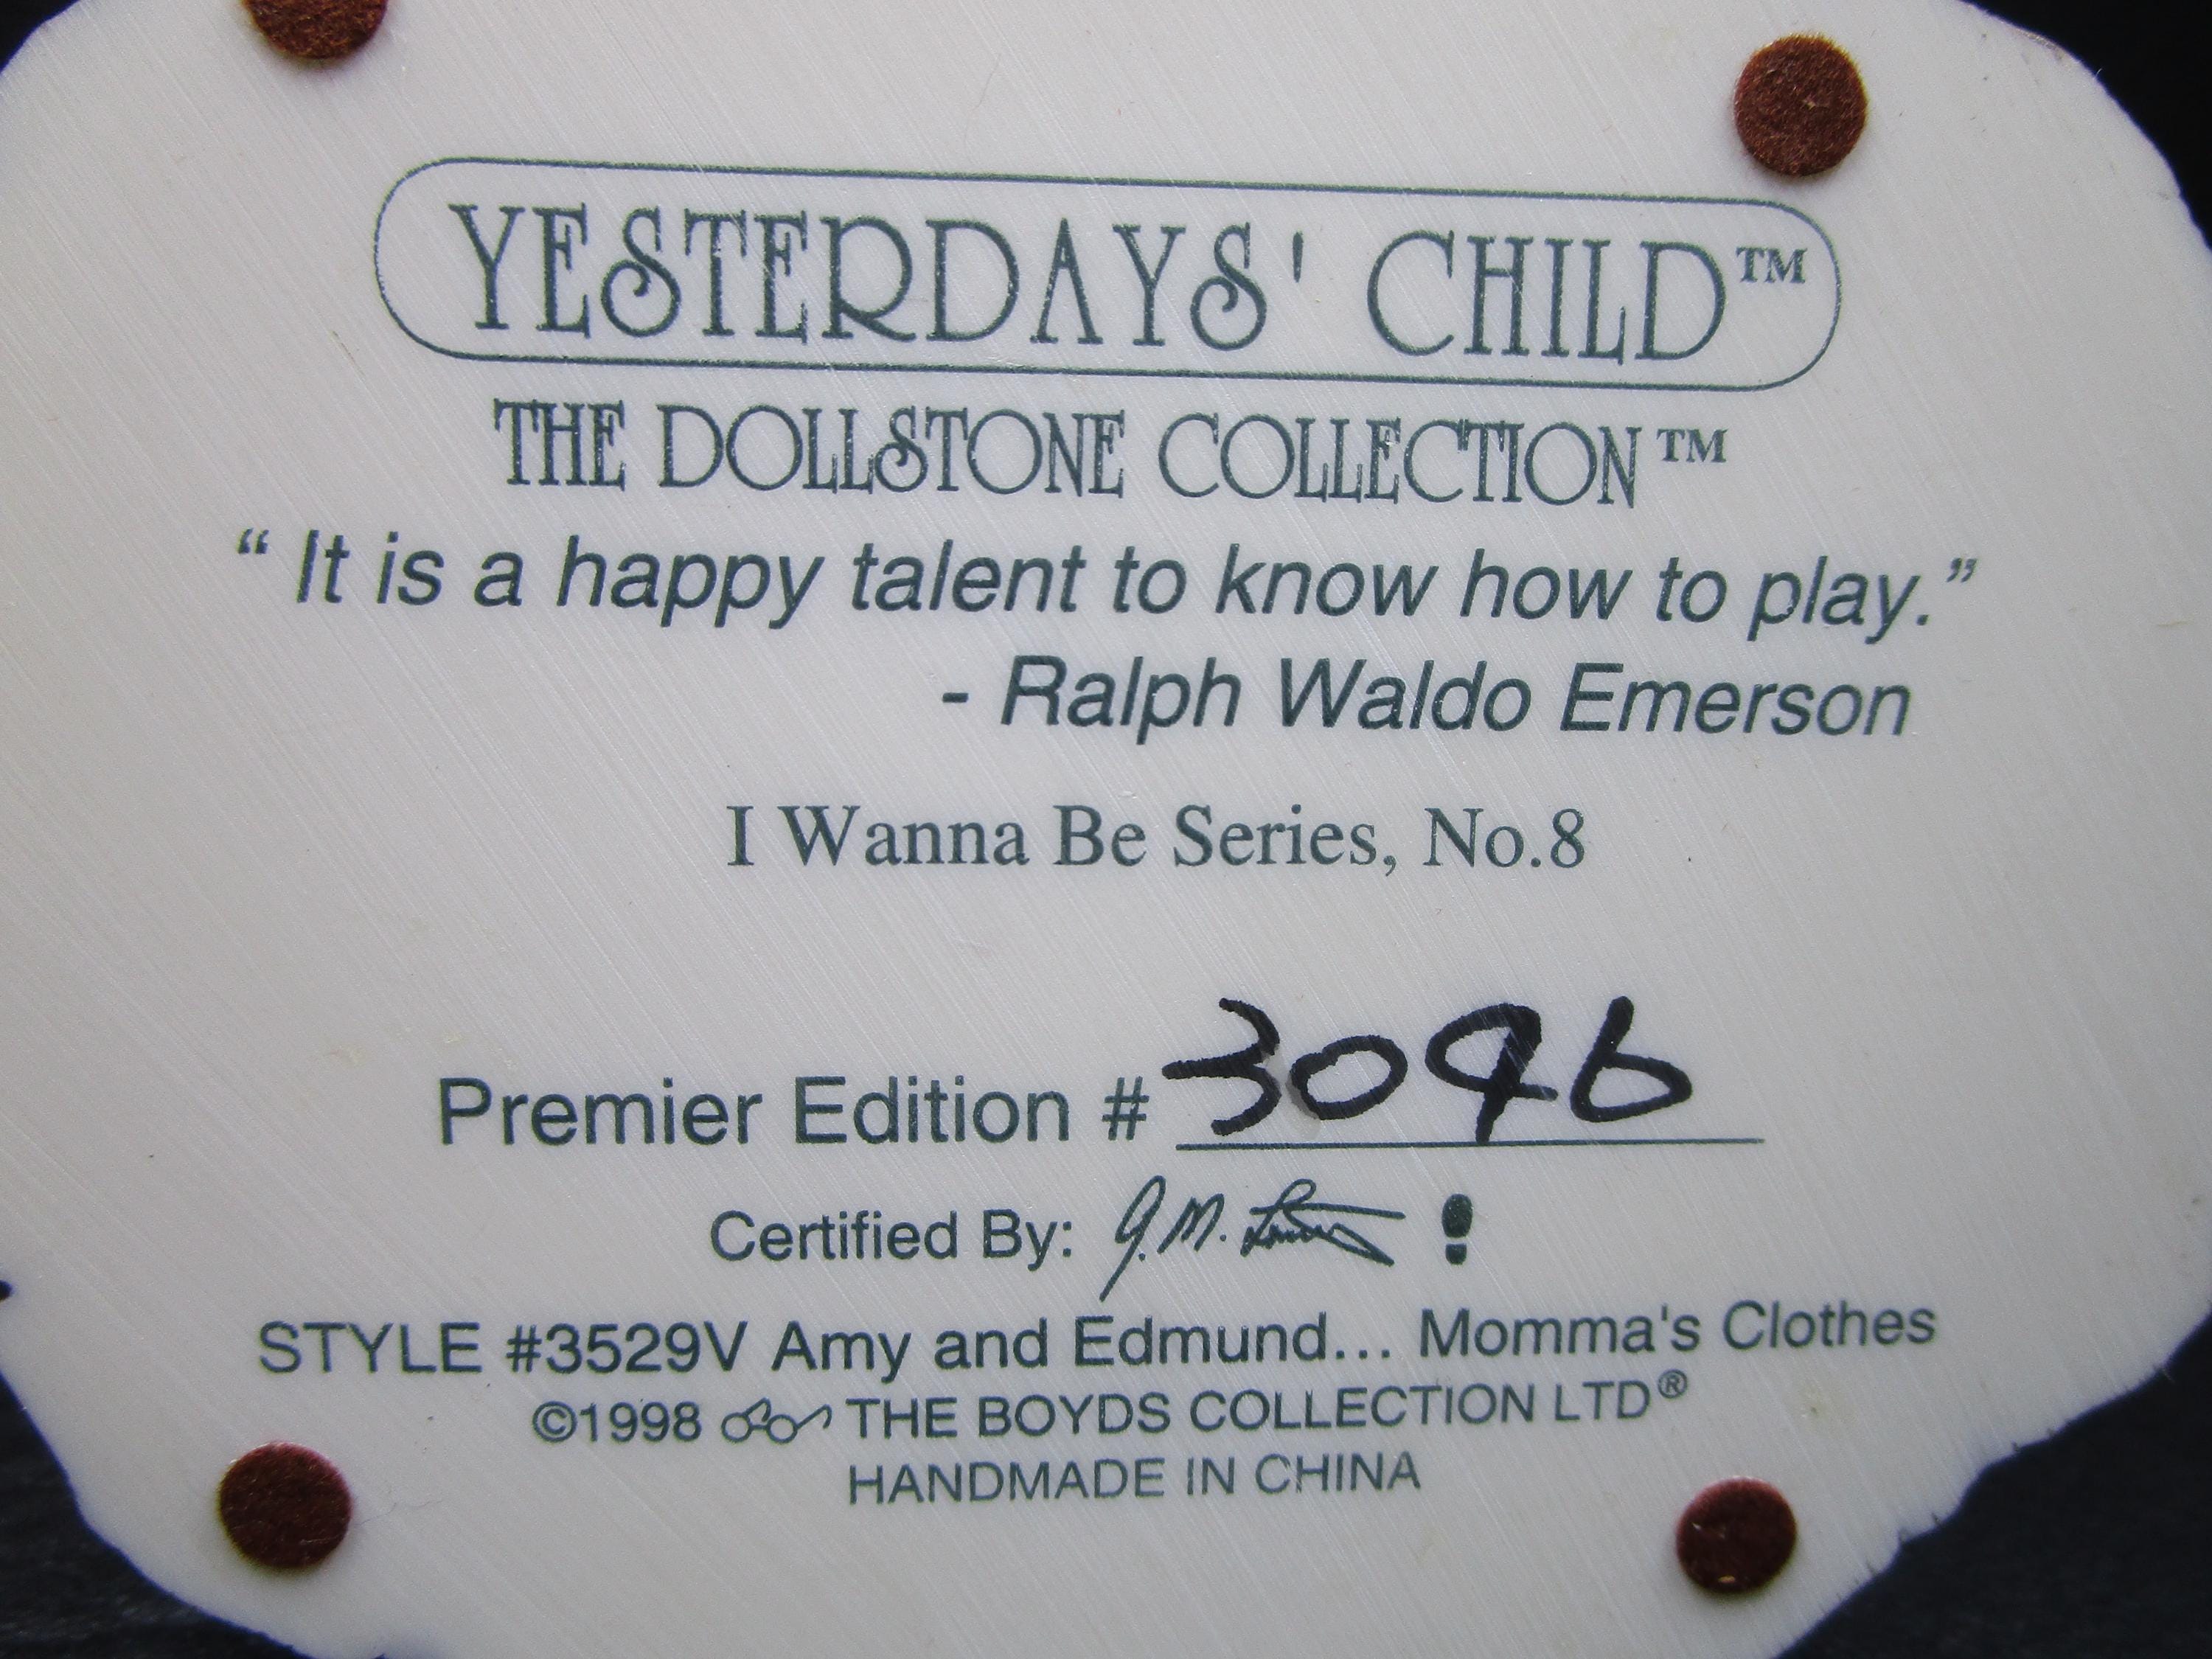 YESTERDAYS' CHILD™
THE DOLLSTONE COLLECTION™
“ It is a happy talent to know how to play.”
- Ralph Waldo Emerson
I Wanna Be Series, No.8
Premier Edition # 3096
Certified By: G.M.
STYLE #3529V Amy and Edmund... Momma's Clothes
©1998 THE BOYDS COLLECTION LTD®
HANDMADE IN CHINA